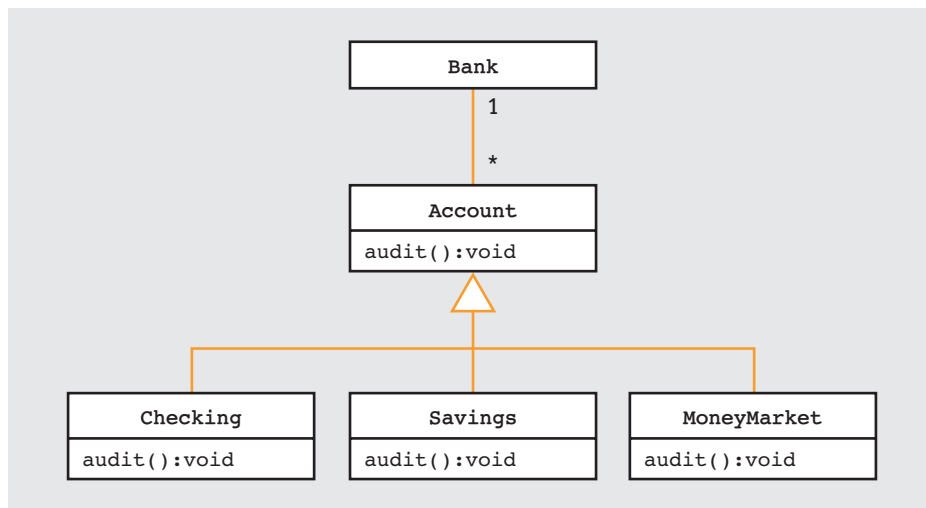 Bank
1
*
Account
audit():void
Checking
Savings
MoneyMarket
audit():void
audit():void
audit():void